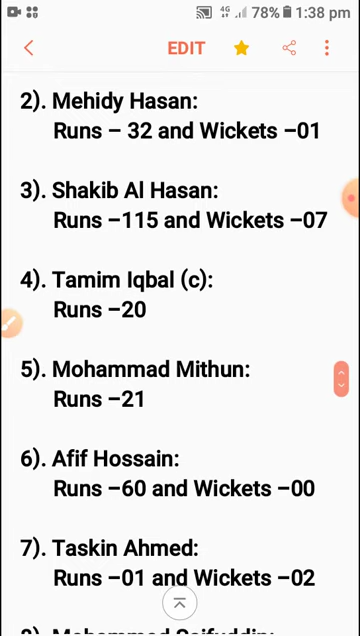 4G 78% 1:38 pm
EDIT
2). Mehidy Hasan:
Runs – 32 and Wickets –01
3). Shakib Al Hasan:
Runs –115 and Wickets –07
4). Tamim Iqbal (c):
Runs –20
5). Mohammad Mithun:
Runs –21
6). Afif Hossain:
Runs –60 and Wickets –00
7). Taskin Ahmed:
Runs –01 and Wickets –02